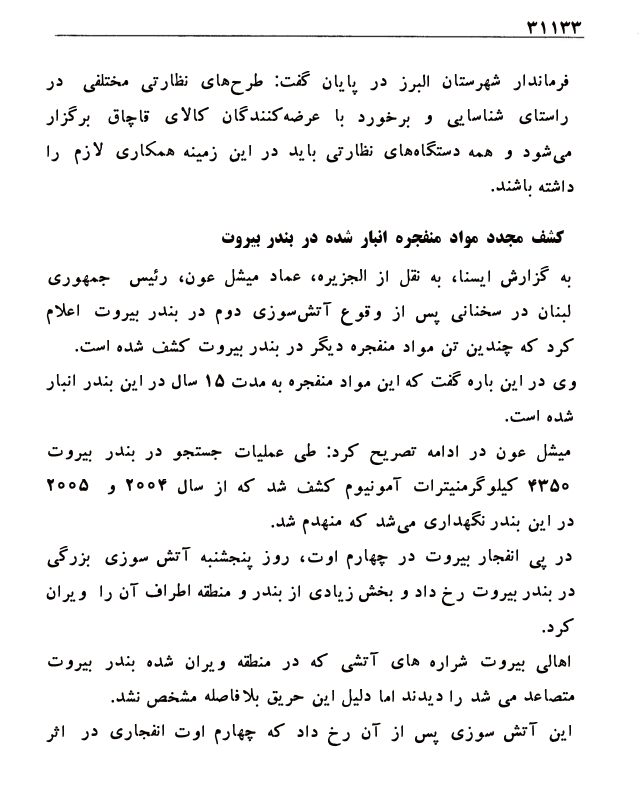 ۳۱۱۳۳
فرماندار شهرستان البرز در پایان گفت: طرح‌های نظارتی مختلفی در
راستای شناسایی و برخورد با عرضه‌کنندگان کالای قاچاق برگزار
می‌شود و همه دستگاه‌های نظارتی باید در این زمینه همکاری لازم را
داشته باشند.
کشف مجدد مواد منفجره انبار شده در بندر بیروت
به گزارش ایسنا، به نقل از الجزیره، عماد میشل عون، رئیس جمهوری
لبنان در سخنانی پس از وقوع آتش‌سوزی دوم در بندر بیروت اعلام
کرد که چندین تن مواد منفجره دیگر در بندر بیروت کشف شده است.
وی در این باره گفت که این مواد منفجره به مدت ۱۵ سال در این بندر انبار
شده است.
میشل عون در ادامه تصریح کرد: طی عملیات جستجو در بندر بیروت
۴۳۵۰ کیلوگرمنیترات آمونیوم کشف شد که از سال ۲۰۰۴ و ۲۰۰۵
در این بندر نگهداری می‌شد که منهدم شد.
در پی انفجار بیروت در چهارم اوت، روز پنجشنبه آتش سوزی بزرگی
در بندر بیروت رخ داد و بخش زیادی از بندر و منطقه اطراف آن را ویران
کرد.
اهالی بیروت شراره های آتشی که در منطقه ویران شده بندر بیروت
متصاعد می شد را دیدند اما دلیل این حریق بلافاصله مشخص نشد.
این آتش سوزی پس از آن رخ داد که چهارم اوت انفجاری در اثر